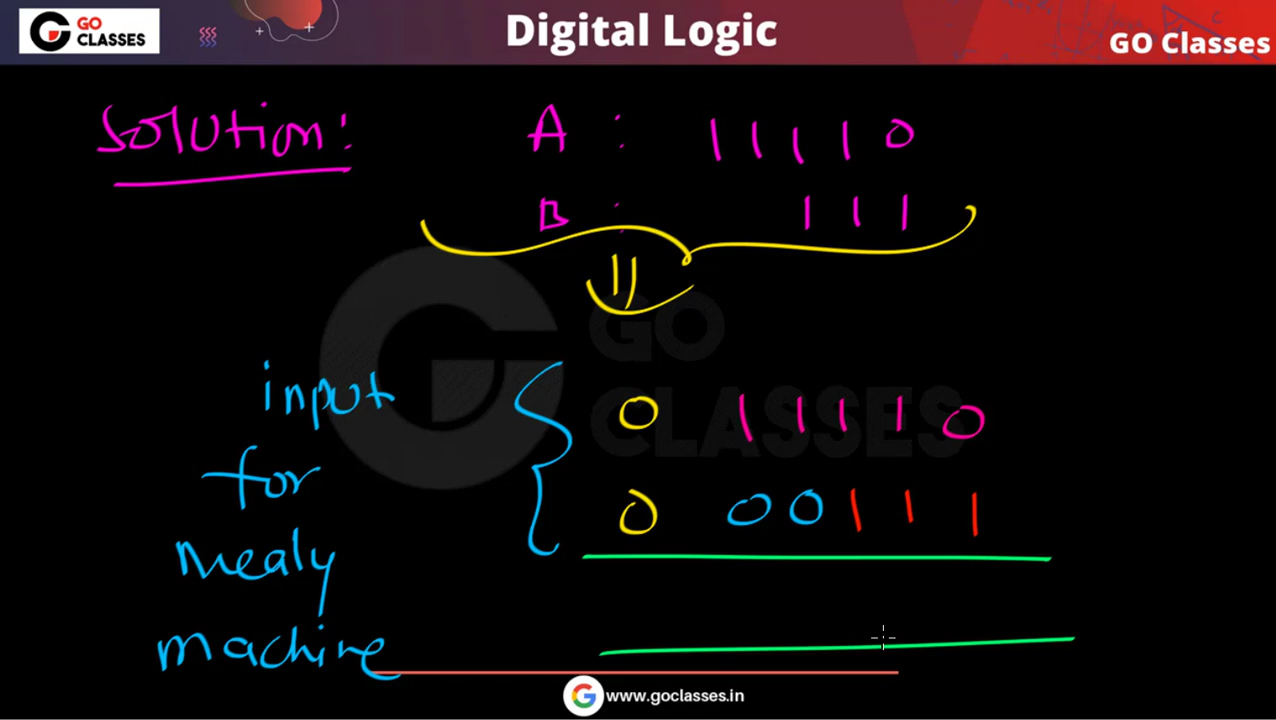 GO CLASSES
Digital Logic
GO Classes
Solution:
A : 11110
B : 111
GO CLASSES
input
for
mealy
machine
0 11110
0 00111
www.goclasses.in